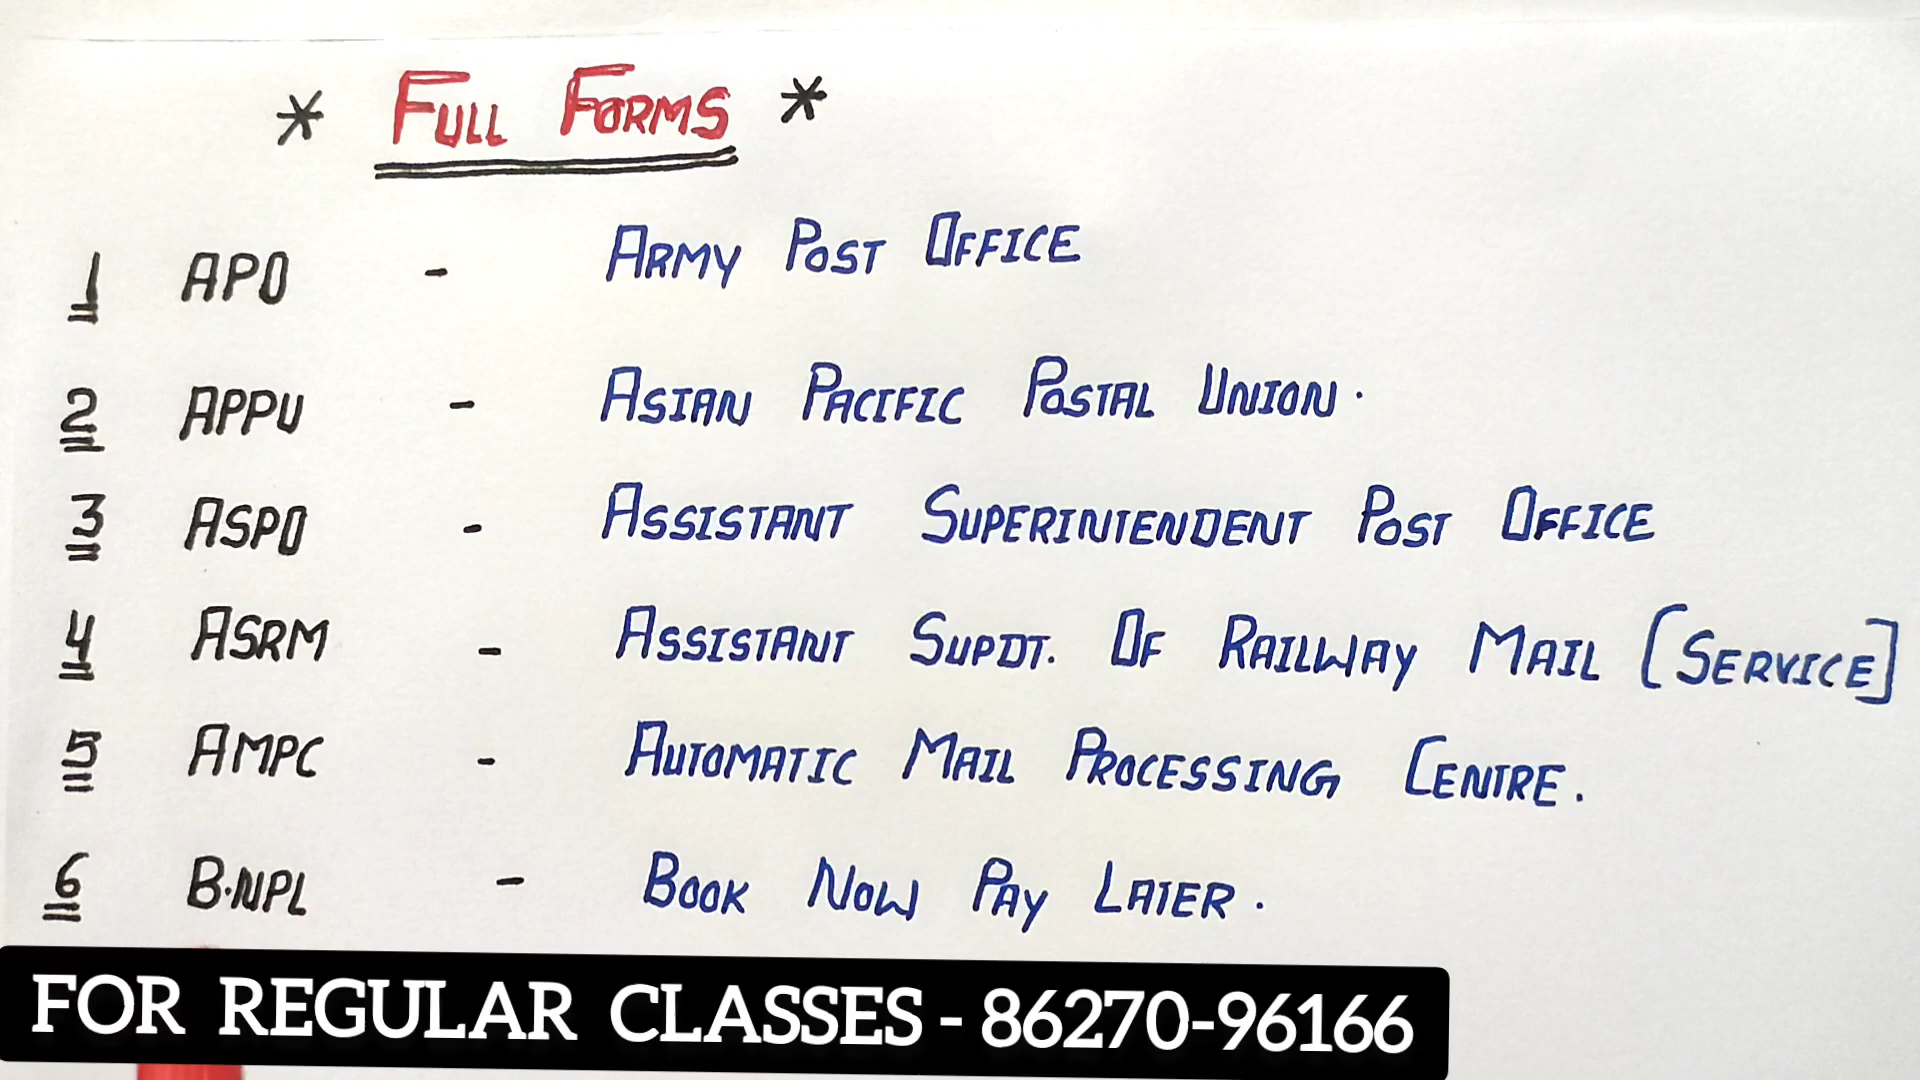 * FULL FORMS *
1 APO - ARMY POST OFFICE
2 APPU - ASIAN PACIFIC POSTAL UNION.
3 ASPO - ASSISTANT SUPERINTENDENT POST OFFICE
4 ASRM - ASSISTANT SUPDT. OF RAILWAY MAIL [SERVICE]
5 AMPC - AUTOMATIC MAIL PROCESSING CENTRE.
6 B.NPL - BOOK NOW PAY LATER.
FOR REGULAR CLASSES - 86270-96166